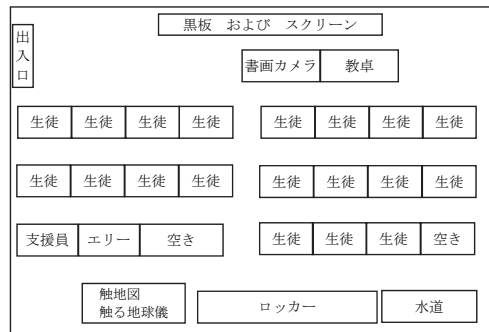 黒板　および　スクリーン
出入口
書画カメラ　教卓
生徒　生徒　生徒　生徒　生徒　生徒　生徒　生徒
生徒　生徒　生徒　生徒　生徒　生徒　生徒　生徒
支援員　エリー　空き　生徒　生徒　生徒　空き
触地図
触る地球儀
ロッカー　水道